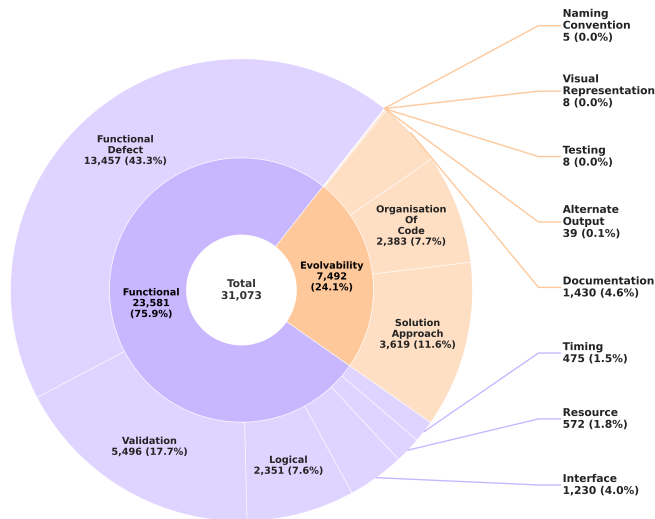 Naming
Convention
5 (0.0%)
Visual
Representation
8 (0.0%)
Testing
8 (0.0%)
Alternate
Output
39 (0.1%)
Documentation
1,430 (4.6%)
Timing
475 (1.5%)
Resource
572 (1.8%)
Interface
1,230 (4.0%)
Functional
Defect
13,457 (43.3%)
Organisation
Of
Code
2,383 (7.7%)
Evolvability
7,492
(24.1%)
Total
31,073
Functional
23,581
(75.9%)
Solution
Approach
3,619 (11.6%)
Validation
5,496 (17.7%)
Logical
2,351 (7.6%)